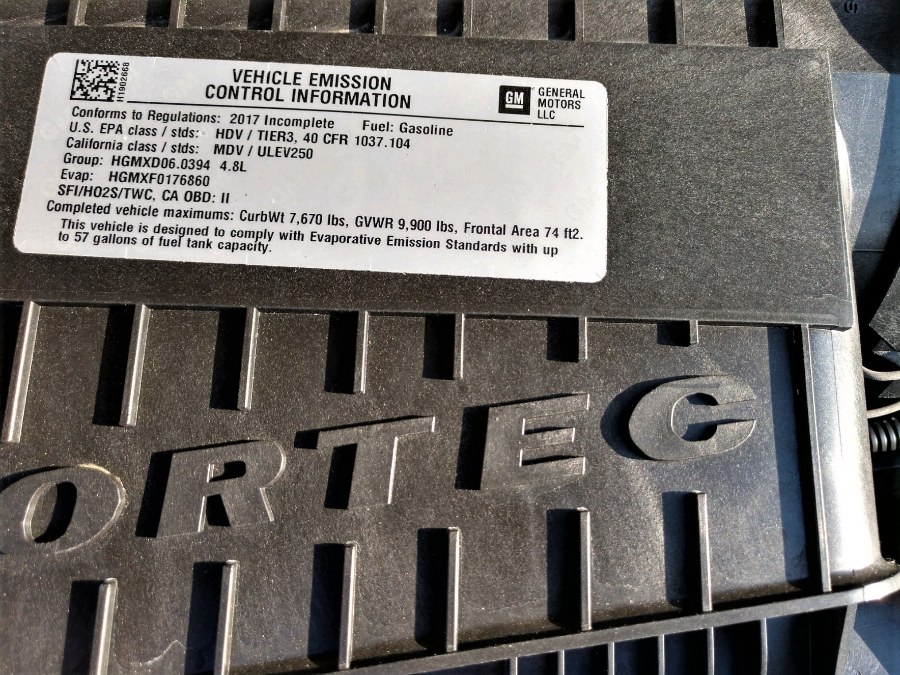 H1902668
VEHICLE EMISSION
CONTROL INFORMATION
GM
GENERAL
MOTORS
LLC
Conforms to Regulations: 2017 Incomplete Fuel: Gasoline
U.S. EPA class / stds: HDV / TIER3, 40 CFR 1037.104
California class / stds: MDV / ULEV250
Group: HGMXD06.0394 4.8L
Evap: HGMXF0176860
SFI/HO2S/TWC, CA OBD: II
Completed vehicle maximums: CurbWt 7,670 lbs, GVWR 9,900 lbs, Frontal Area 74 ft2.
This vehicle is designed to comply with Evaporative Emission Standards with up
to 57 gallons of fuel tank capacity.
ORTEC